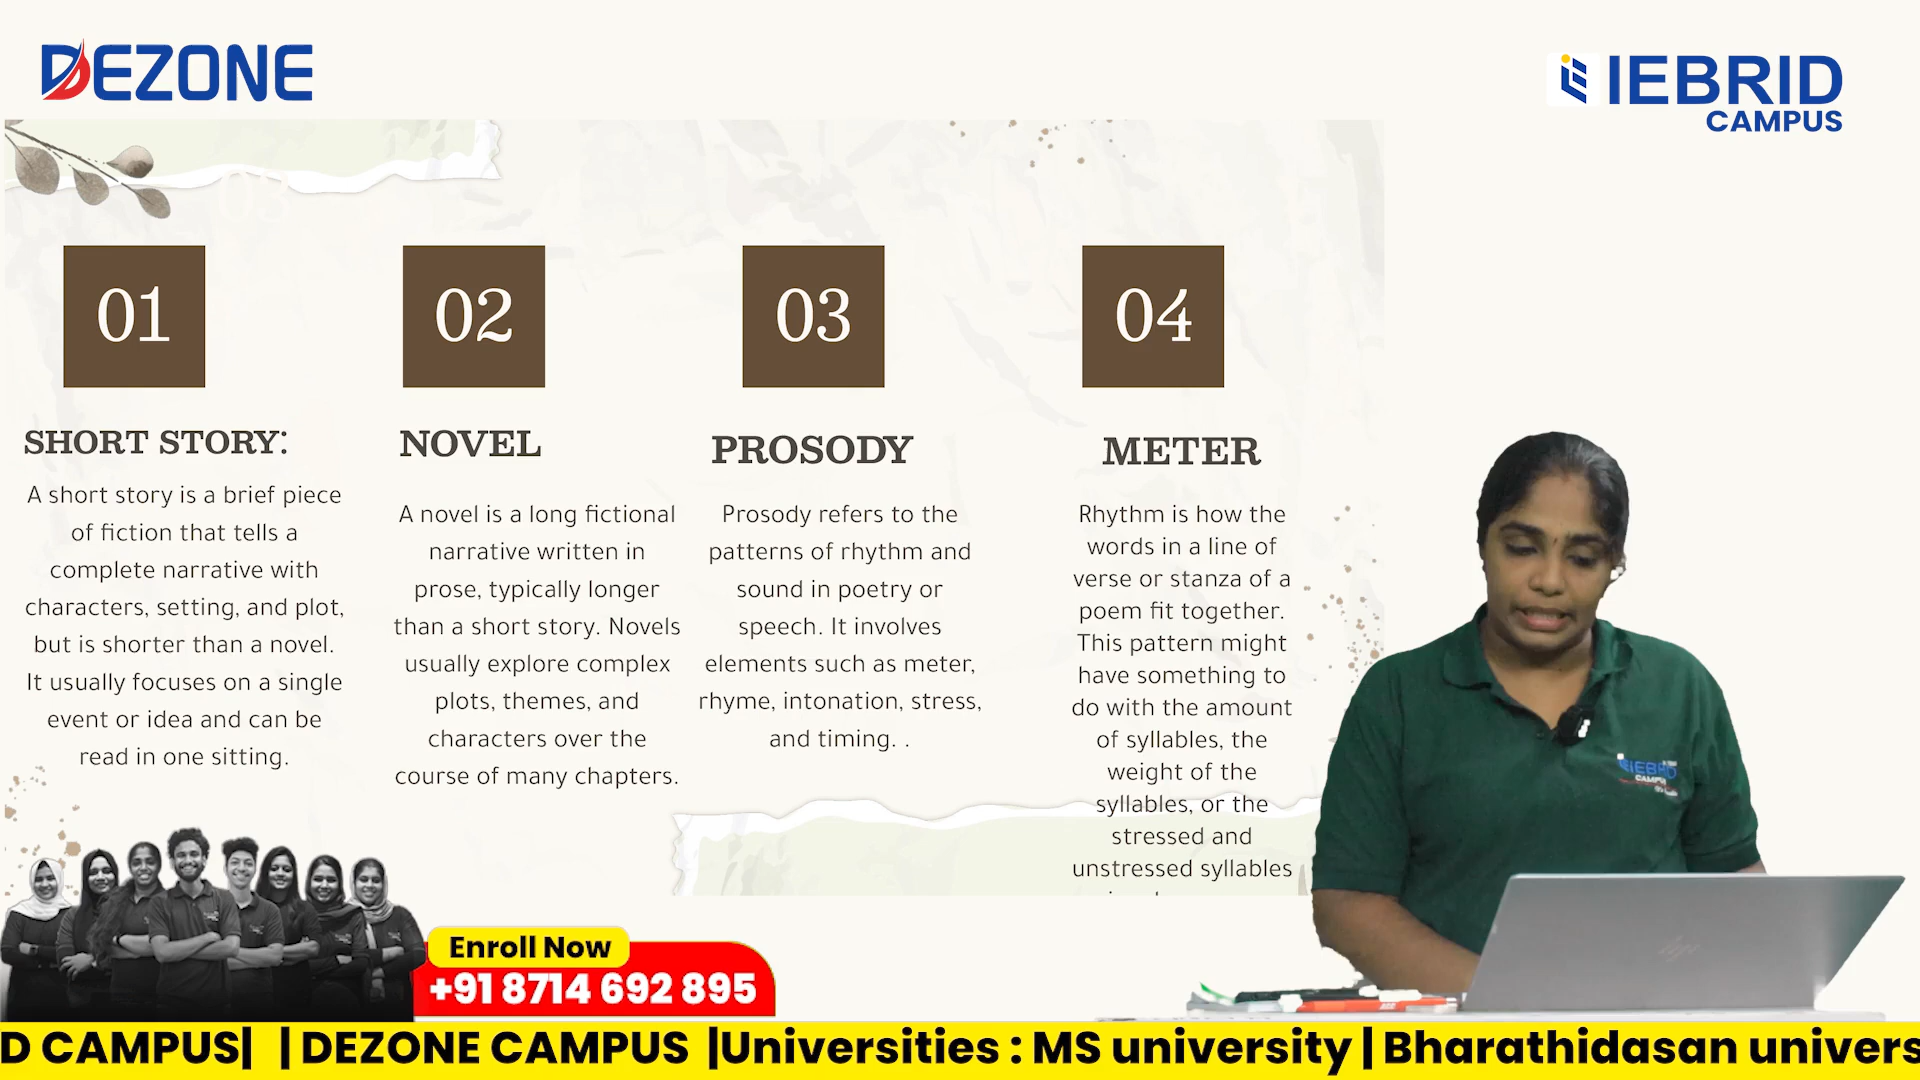 DEZONE
IEBRID
CAMPUS
01
SHORT STORY:
A short story is a brief piece
of fiction that tells a
complete narrative with
characters, setting, and plot,
but is shorter than a novel.
It usually focuses on a single
event or idea and can be
read in one sitting.
02
NOVEL
A novel is a long fictional
narrative written in
prose, typically longer
than a short story. Novels
usually explore complex
plots, themes, and
characters over the
course of many chapters.
03
PROSODY
Prosody refers to the
patterns of rhythm and
sound in poetry or
speech. It involves
elements such as meter,
rhyme, intonation, stress,
and timing. .
04
METER
Rhythm is how the
words in a line of
verse or stanza of a
poem fit together.
This pattern might
have something to
do with the amount
of syllables, the
weight of the
syllables, or the
stressed and
unstressed syllables
IEBRID
CAMPUS
Enroll Now
+91 8714 692 895
D CAMPUS| | DEZONE CAMPUS |Universities : MS university | Bharathidasan univers